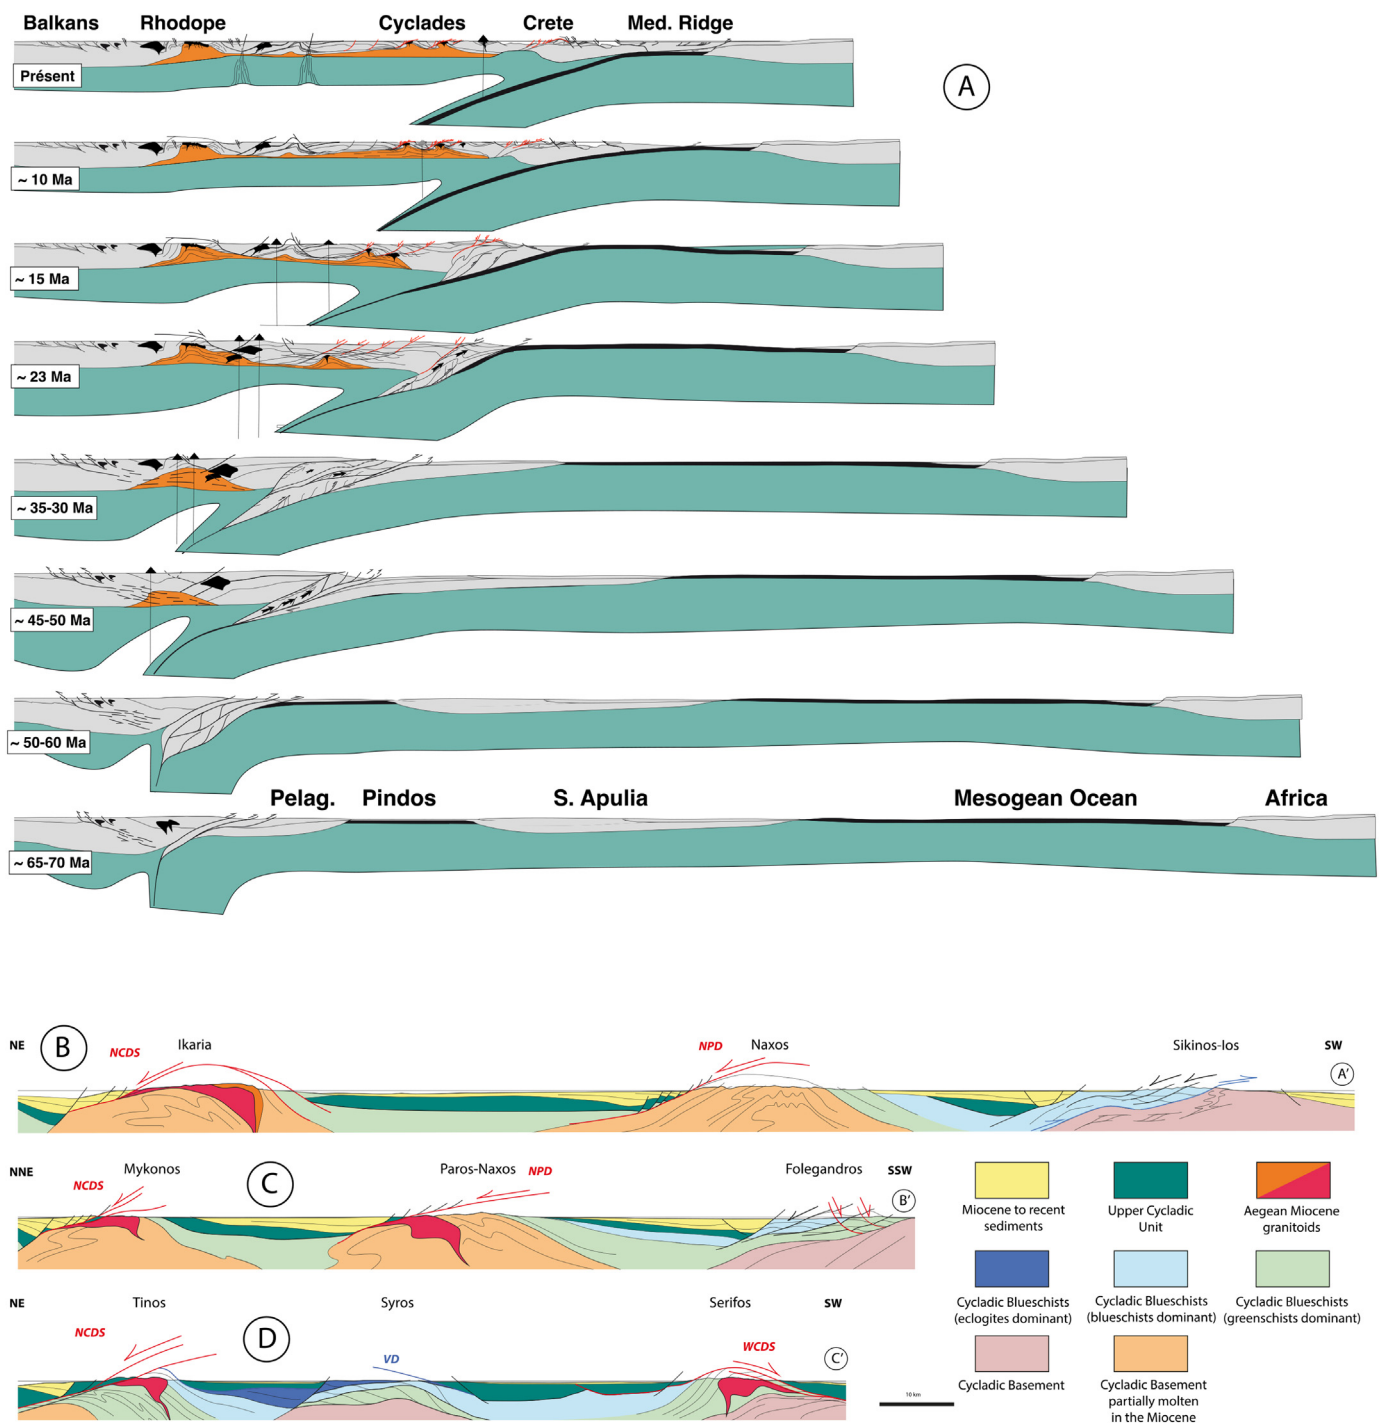 Balkans Rhodope Cyclades Crete Med. Ridge
Présent
A
~ 10 Ma
~ 15 Ma
~ 23 Ma
~ 35-30 Ma
~ 45-50 Ma
~ 50-60 Ma
Pelag. Pindos S. Apulia Mesogean Ocean Africa
~ 65-70 Ma
NE B NCDS Ikaria NPD Naxos Sikinos-Ios SW
A'
NNE Mykonos C Paros-Naxos NPD Folegandros SSW
NCDS B'
NE Tinos Syros Serifos SW
NCDS D VD WCDS C'
10 km
Miocene to recent
sediments
Upper Cycladic
Unit
Aegean Miocene
granitoids
Cycladic Blueschists
(eclogites dominant)
Cycladic Blueschists
(blueschists dominant)
Cycladic Blueschists
(greenschists dominant)
Cycladic Basement
Cycladic Basement
partially molten
in the Miocene